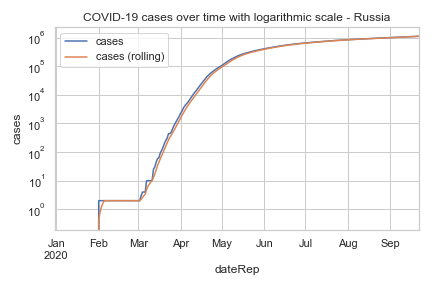 COVID-19 cases over time with logarithmic scale - Russia
cases
cases (rolling)
10⁶
10⁵
10⁴
10³
10²
10¹
10⁰
cases
Jan Feb Mar Apr May Jun Jul Aug Sep
2020
dateRep